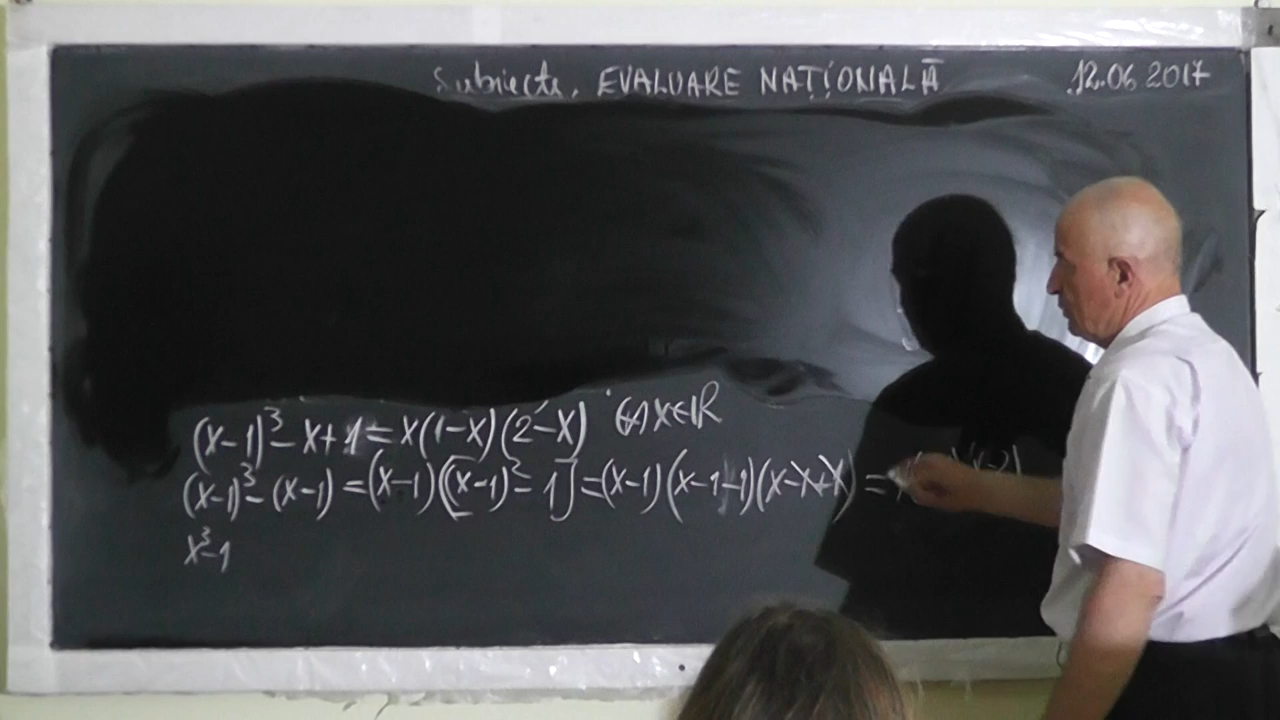 Subiecte. EVALUARE NAȚIONALĂ 12.06.2017
(x-1)³-x+1=x(1-x)(2-x) (∀)x∈R
(x-1)³-(x-1)=(x-1)[(x-1)²-1]=(x-1)(x-1-1)(x-1+1)=
x³-1